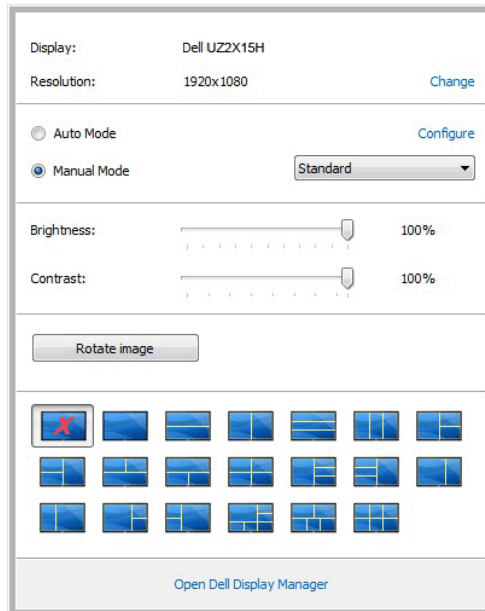 Display: Dell UZ2X15H
Resolution: 1920x1080 Change
Auto Mode Configure
Manual Mode Standard
Brightness: 100%
Contrast: 100%
Rotate image
X
Open Dell Display Manager